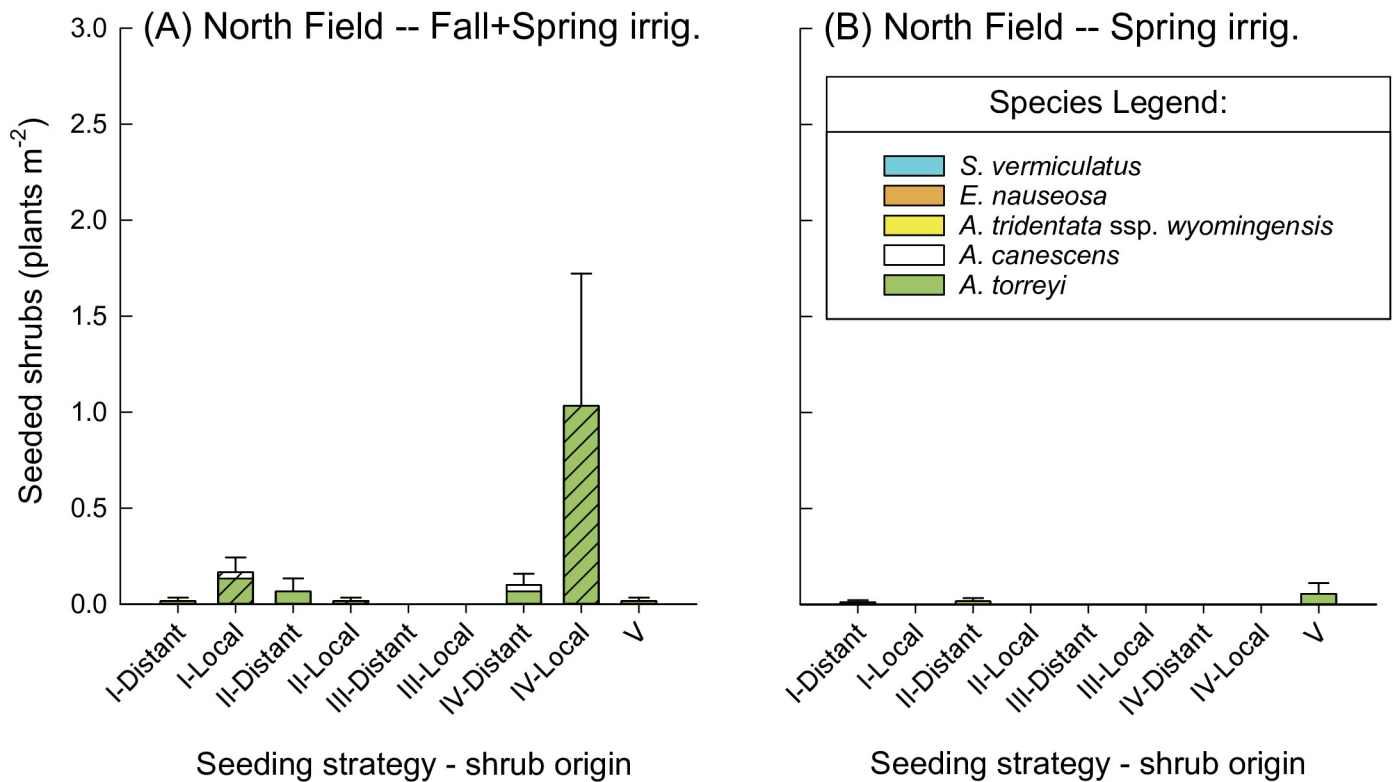 (A) North Field -- Fall+Spring irrig.
3.0
2.5
2.0
1.5
1.0
0.5
0.0
Seeded shrubs (plants m-2)
I-Distant
I-Local
II-Distant
II-Local
III-Distant
III-Local
IV-Distant
IV-Local
V
Seeding strategy - shrub origin
(B) North Field -- Spring irrig.
Species Legend:
S. vermiculatus
E. nauseosa
A. tridentata ssp. wyomingensis
A. canescens
A. torreyi
I-Distant
I-Local
II-Distant
II-Local
III-Distant
III-Local
IV-Distant
IV-Local
V
Seeding strategy - shrub origin